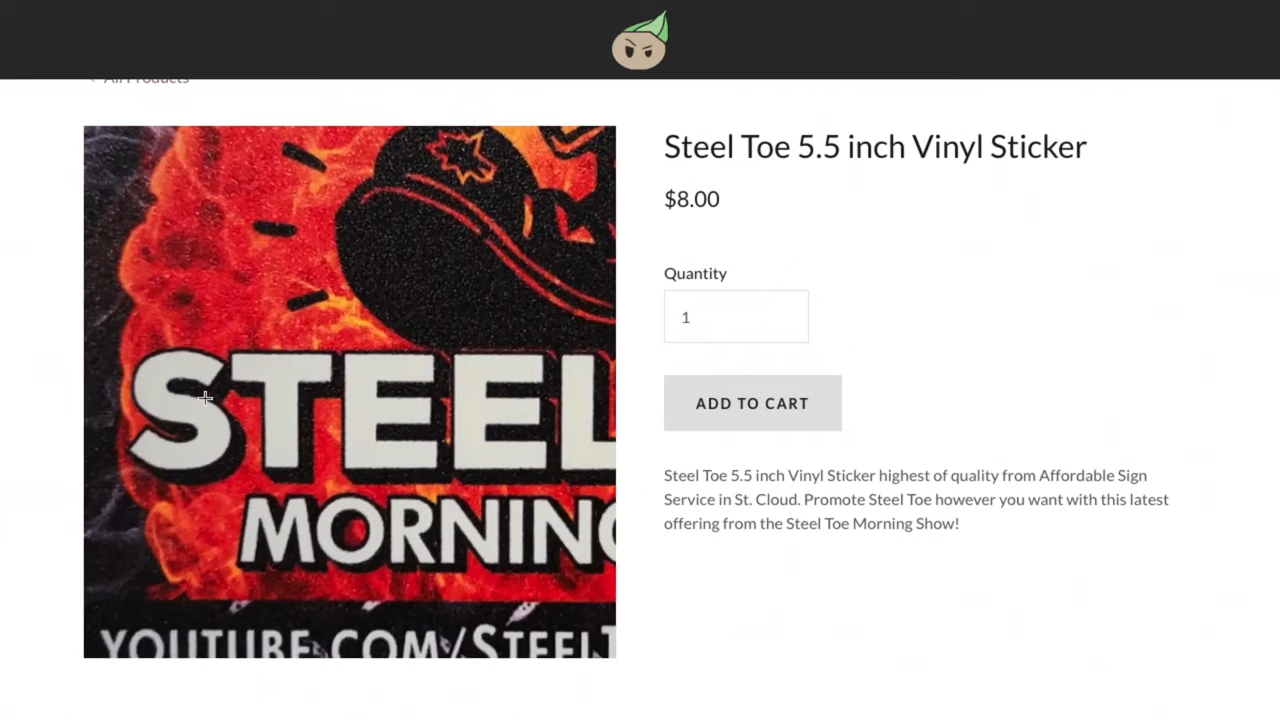 All Products
Steel Toe 5.5 inch Vinyl Sticker
$8.00
Quantity
1
ADD TO CART
Steel Toe 5.5 inch Vinyl Sticker highest of quality from Affordable Sign
Service in St. Cloud. Promote Steel Toe however you want with this latest
offering from the Steel Toe Morning Show!
STEEL
MORNING
YOUTUBE.COM/STEELT